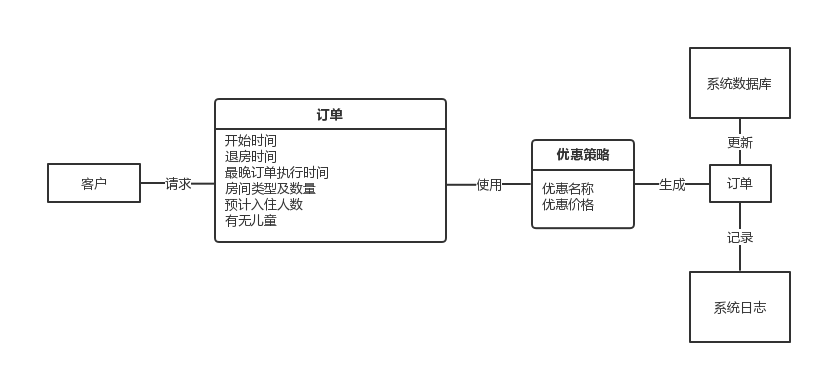 客户
请求
订单
开始时间
退房时间
最晚订单执行时间
房间类型及数量
预计入住人数
有无儿童
使用
优惠策略
优惠名称
优惠价格
生成
系统数据库
更新
订单
记录
系统日志